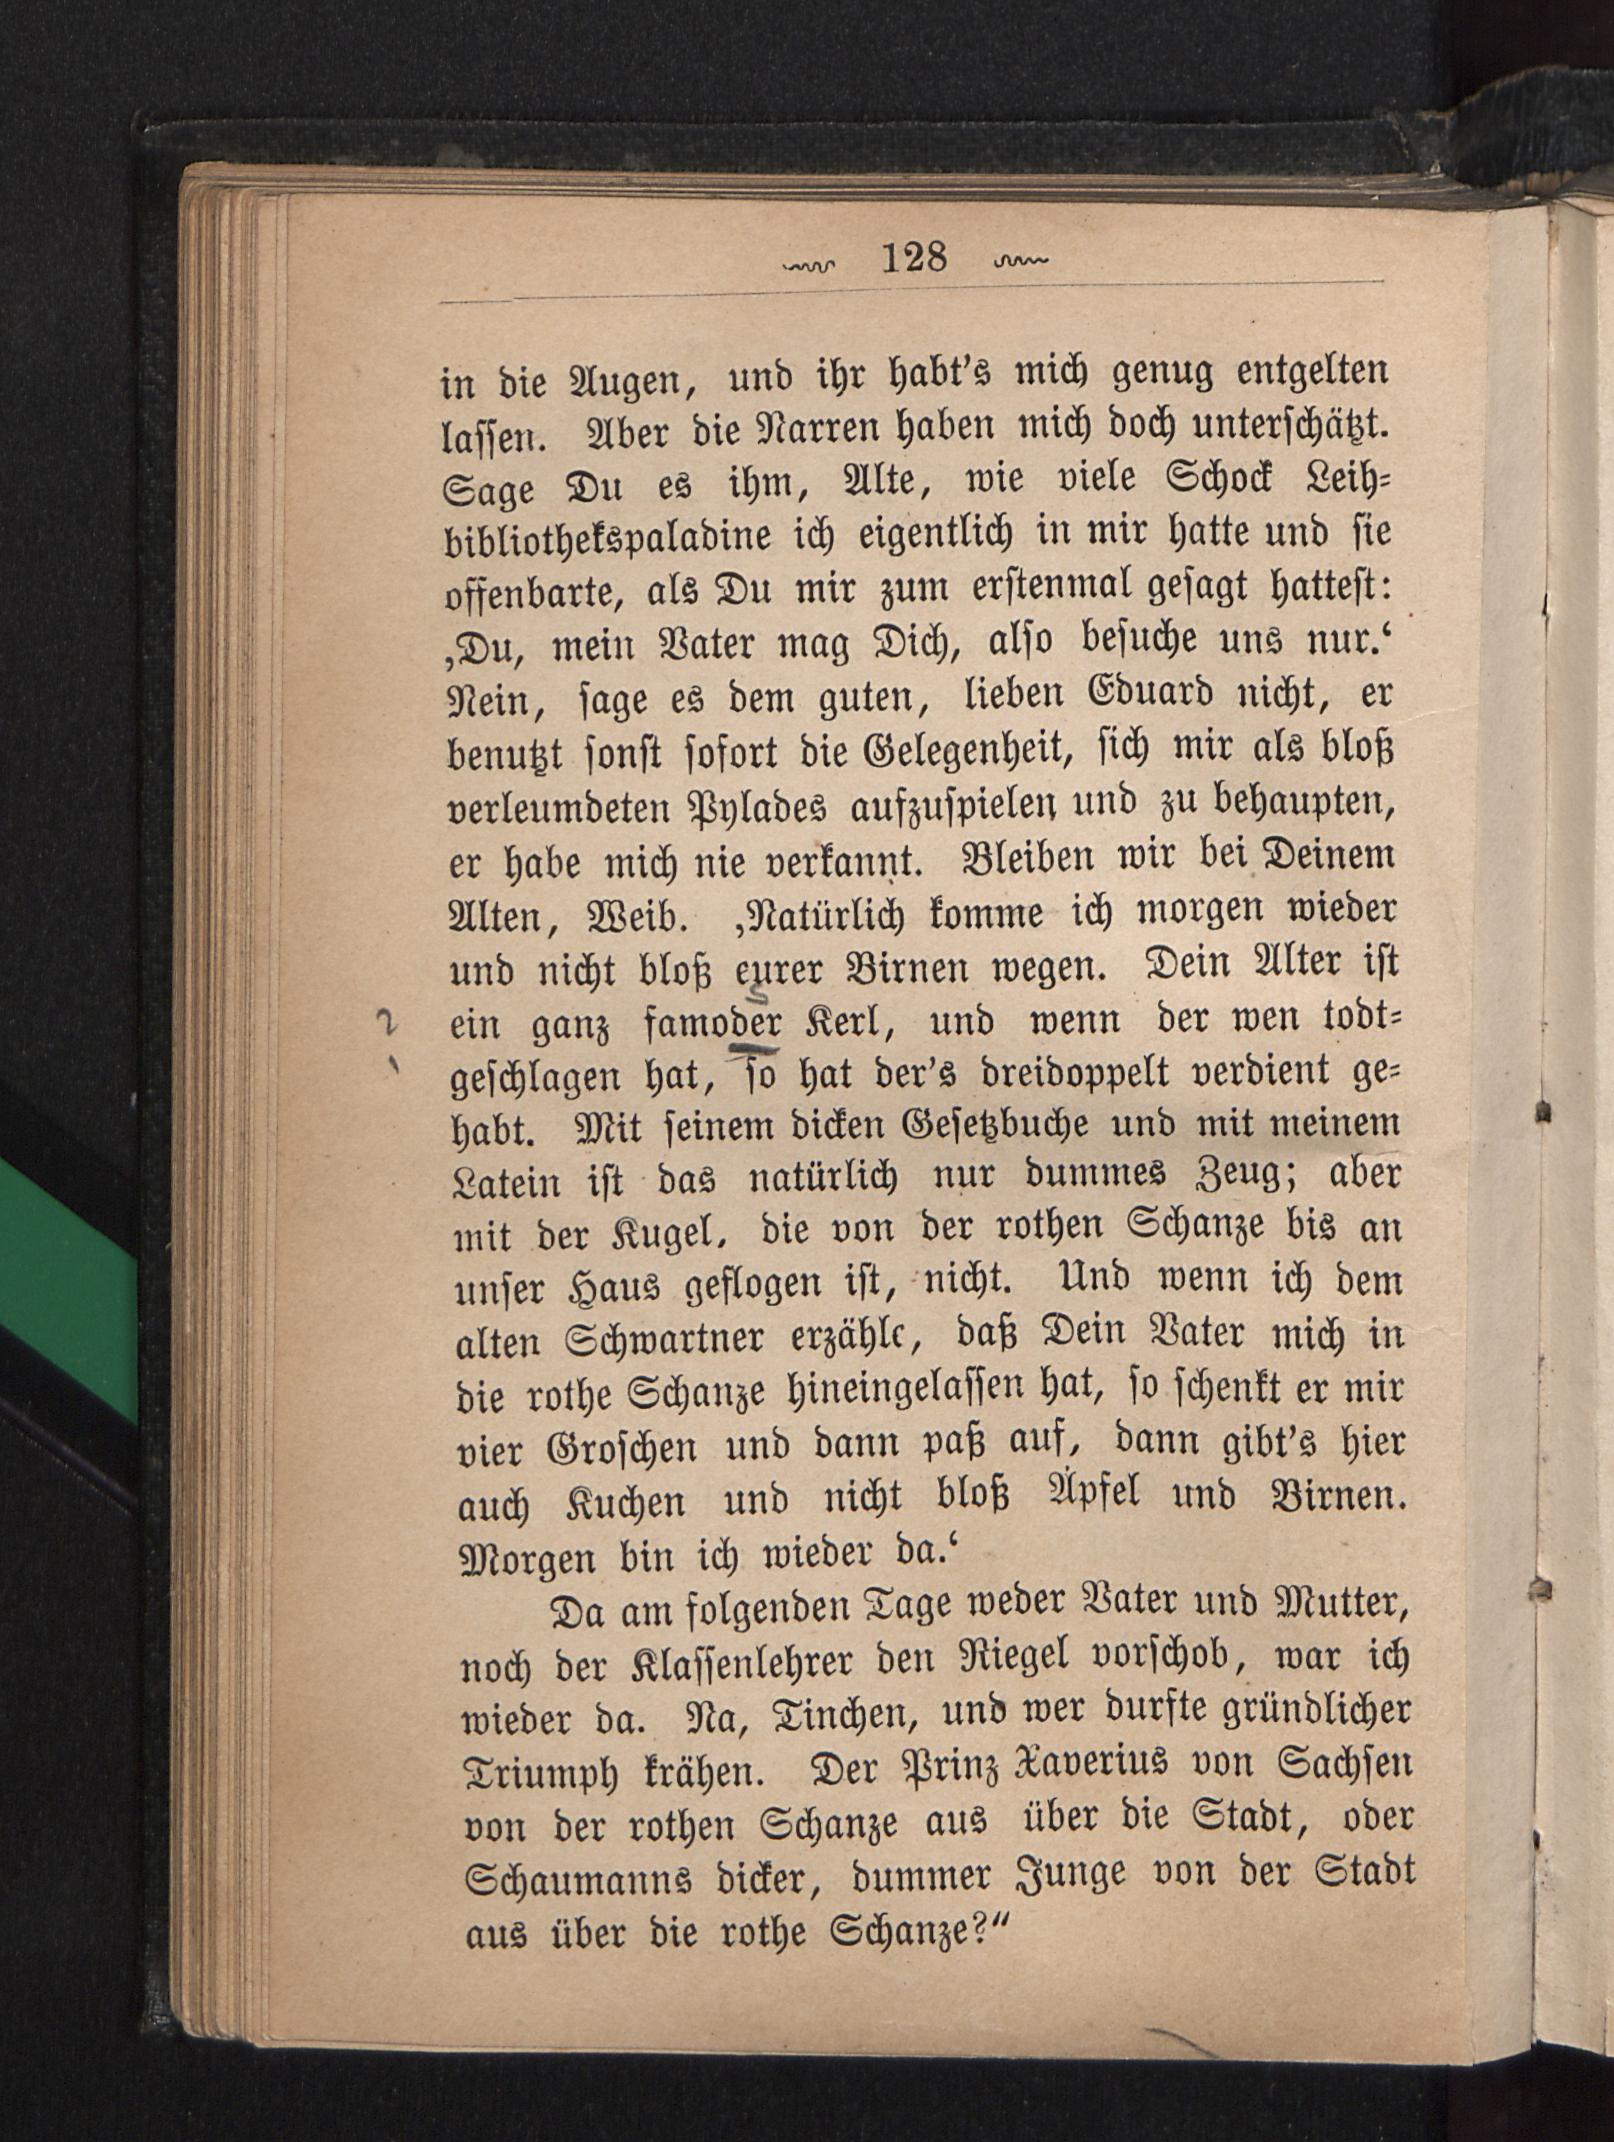 128
in die Augen, und ihr habt's mich genug entgelten
lassen. Aber die Narren haben mich doch unterschätzt.
Sage Du es ihm, Alte, wie viele Schock Leih-
bibliothekspaladine ich eigentlich in mir hatte und sie
offenbarte, als Du mir zum erstenmal gesagt hattest:
‚Du, mein Vater mag Dich, also besuche uns nur.‘
Nein, sage es dem guten, lieben Eduard nicht, er
benutzt sonst sofort die Gelegenheit, sich mir als bloß
verleumdeten Pylades aufzuspielen und zu behaupten,
er habe mich nie verkannt. Bleiben wir bei Deinem
Alten, Weib. ‚Natürlich komme ich morgen wieder
und nicht bloß eurer Birnen wegen. Dein Alter ist
s
? ein ganz famoder Kerl, und wenn der wen todt-
geschlagen hat, so hat der's dreidoppelt verdient ge-
habt. Mit seinem dicken Gesetzbuche und mit meinem
Latein ist das natürlich nur dummes Zeug; aber
mit der Kugel, die von der rothen Schanze bis an
unser Haus geflogen ist, nicht. Und wenn ich dem
alten Schwartner erzähle, daß Dein Vater mich in
die rothe Schanze hineingelassen hat, so schenkt er mir
vier Groschen und dann paß auf, dann gibt's hier
auch Kuchen und nicht bloß Äpfel und Birnen.
Morgen bin ich wieder da.‘
Da am folgenden Tage weder Vater und Mutter,
noch der Klassenlehrer den Riegel vorschob, war ich
wieder da. Na, Tinchen, und wer durfte gründlicher
Triumph krähen. Der Prinz Xaverius von Sachsen
von der rothen Schanze aus über die Stadt, oder
Schaumanns dicker, dummer Junge von der Stadt
aus über die rothe Schanze?“